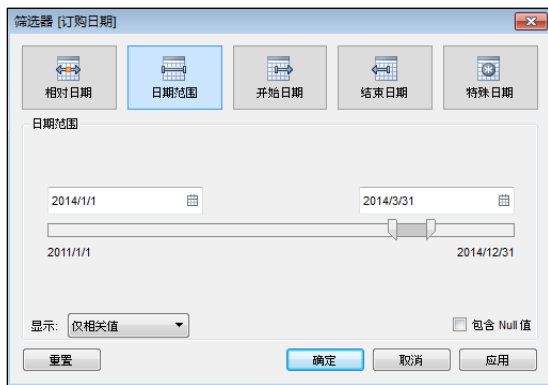 筛选器 [订购日期]
相对日期 日期范围 开始日期 结束日期 特殊日期
日期范围
2014/1/1 2014/3/31
2011/1/1 2014/12/31
显示: 仅相关值 包含 Null 值
重置 确定 取消 应用